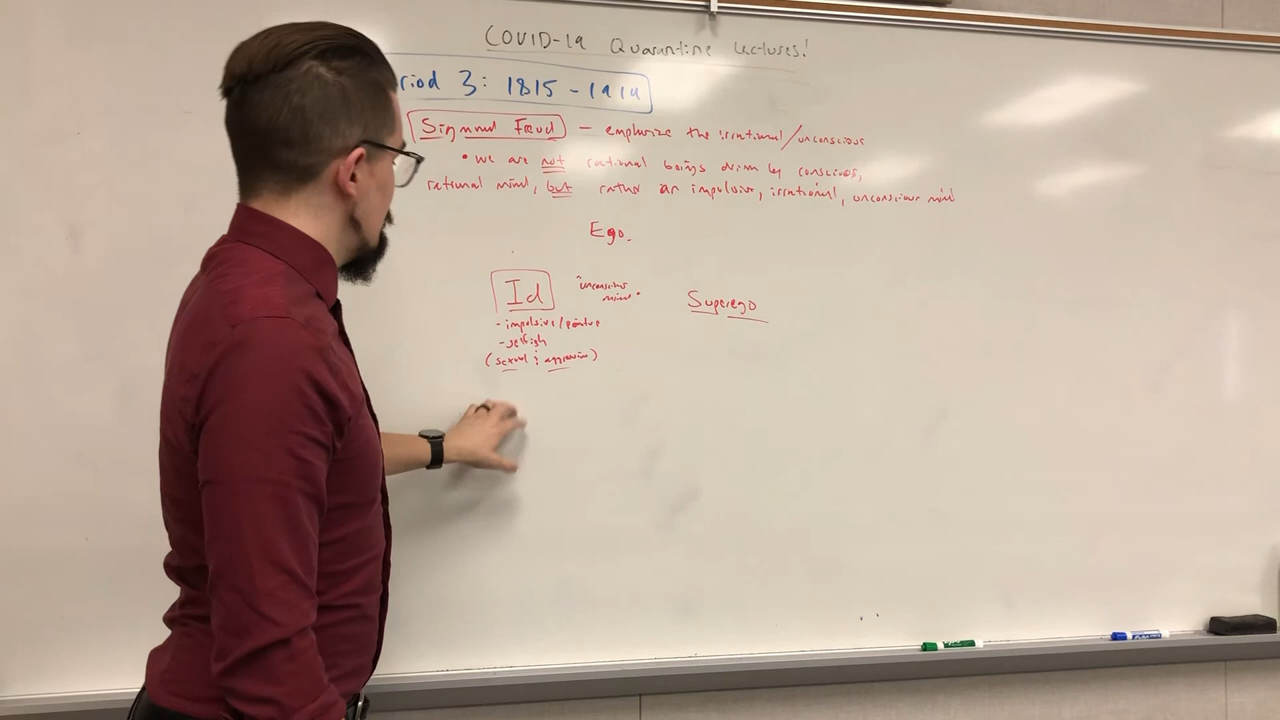 COVID-19 Quarantine Lectures!
riod 3: 1815 - 1914
Sigmund Freud - emphasize the irrational/unconscious
• we are not rational beings driven by conscious,
rational mind, but rather an impulsive, irrational, unconscious mind
Ego.
Id "unconscious
mind"
Superego
- impulsive/primitive
- selfish
(sexual & aggressive)